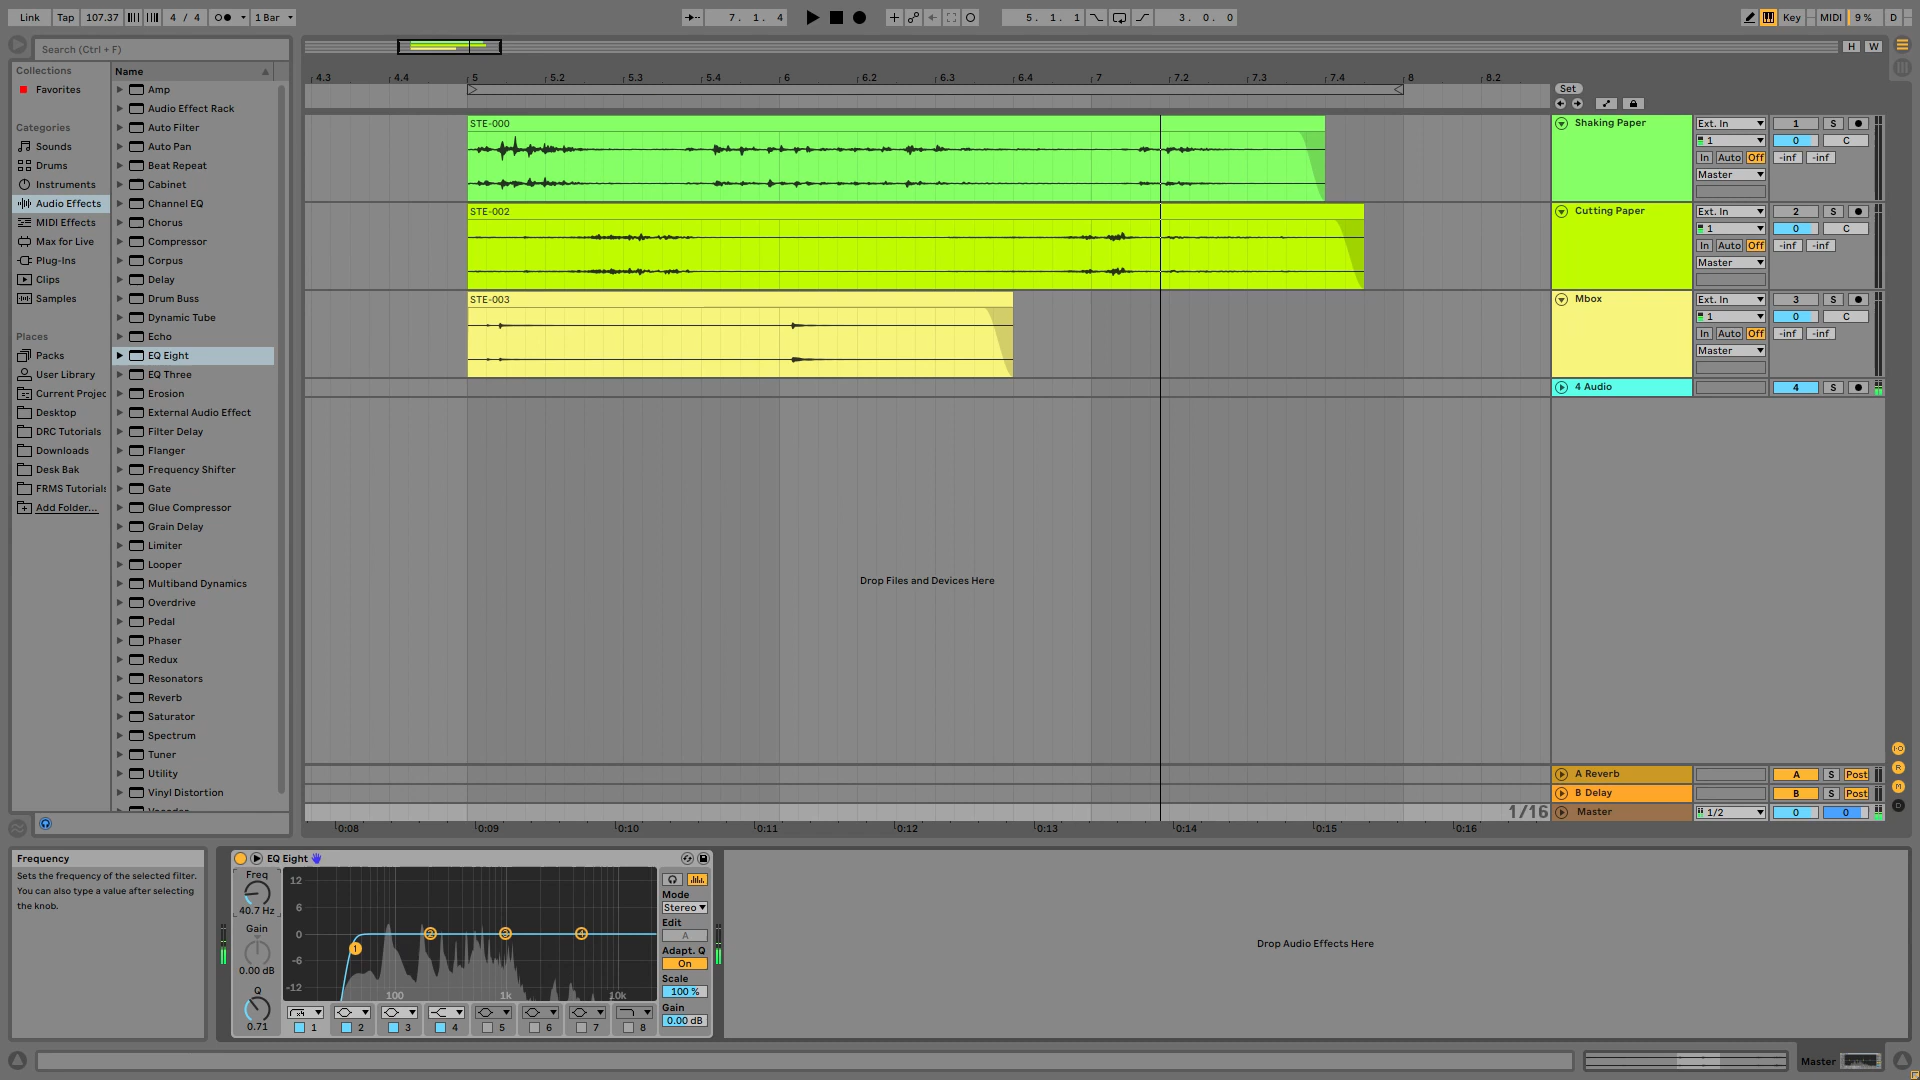 Link Tap 107.37 4 / 4 1 Bar 7. 1. 4 5. 1. 1 3. 0. 0 Key MIDI 9 % D
Search (Ctrl + F)
H W
Collections
Favorites
Categories
Sounds
Drums
Instruments
Audio Effects
MIDI Effects
Max for Live
Plug-Ins
Clips
Samples
Places
Packs
User Library
Current Projec
Desktop
DRC Tutorials
Downloads
Desk Bak
FRMS Tutorials
Add Folder...
Name
Amp
Audio Effect Rack
Auto Filter
Auto Pan
Beat Repeat
Cabinet
Channel EQ
Chorus
Compressor
Corpus
Delay
Drum Buss
Dynamic Tube
Echo
EQ Eight
EQ Three
Erosion
External Audio Effect
Filter Delay
Flanger
Frequency Shifter
Gate
Glue Compressor
Grain Delay
Limiter
Looper
Multiband Dynamics
Overdrive
Pedal
Phaser
Redux
Resonators
Reverb
Saturator
Spectrum
Tuner
Utility
Vinyl Distortion
4.3 4.4 5 5.2 5.3 5.4 6 6.2 6.3 6.4 7 7.2 7.3 7.4 8 8.2
Set
STE-000
STE-002
STE-003
Drop Files and Devices Here
1/16
0:08 0:09 0:10 0:11 0:12 0:13 0:14 0:15 0:16
Shaking Paper Ext. In 1 S
1 0 C
In Auto Off -inf -inf
Master
Cutting Paper Ext. In 2 S
1 0 C
In Auto Off -inf -inf
Master
Mbox Ext. In 3 S
1 0 C
In Auto Off -inf -inf
Master
4 Audio 4 S
A Reverb A S Post
B Delay B S Post
Master 1/2 0 0
R
M
D
Frequency
Sets the frequency of the selected filter.
You can also type a value after selecting
the knob.
EQ Eight
Freq
40.7 Hz
Gain
0.00 dB
Q
0.71
12
6
0
-6
-12
100 1k 10k
1 2 3 4
1 2 3 4 5 6 7 8
Mode
Stereo
Edit
A
Adapt. Q
On
Scale
100 %
Gain
0.00 dB
Drop Audio Effects Here
Master